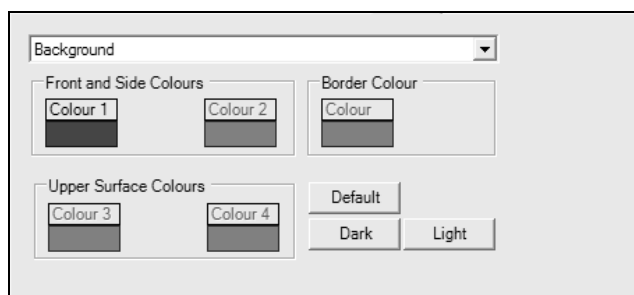 Background
Front and Side Colours
Border Colour
Colour 1
Colour 2
Colour
Upper Surface Colours
Colour 3
Colour 4
Default
Dark
Light